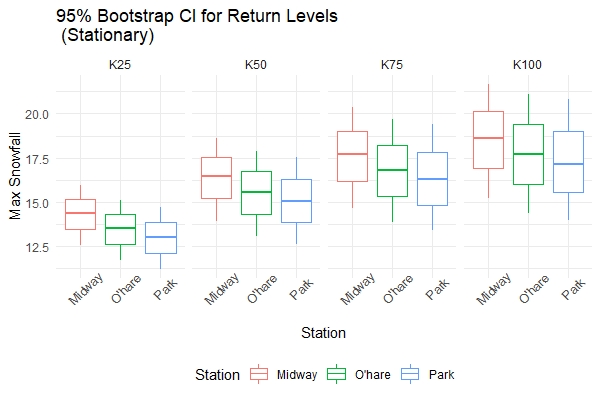 95% Bootstrap CI for Return Levels
(Stationary)
K25 K50 K75 K100
Max Snowfall
20.0
17.5
15.0
12.5
Midway O'hare Park Midway O'hare Park Midway O'hare Park Midway O'hare Park
Station
Station Midway O'hare Park